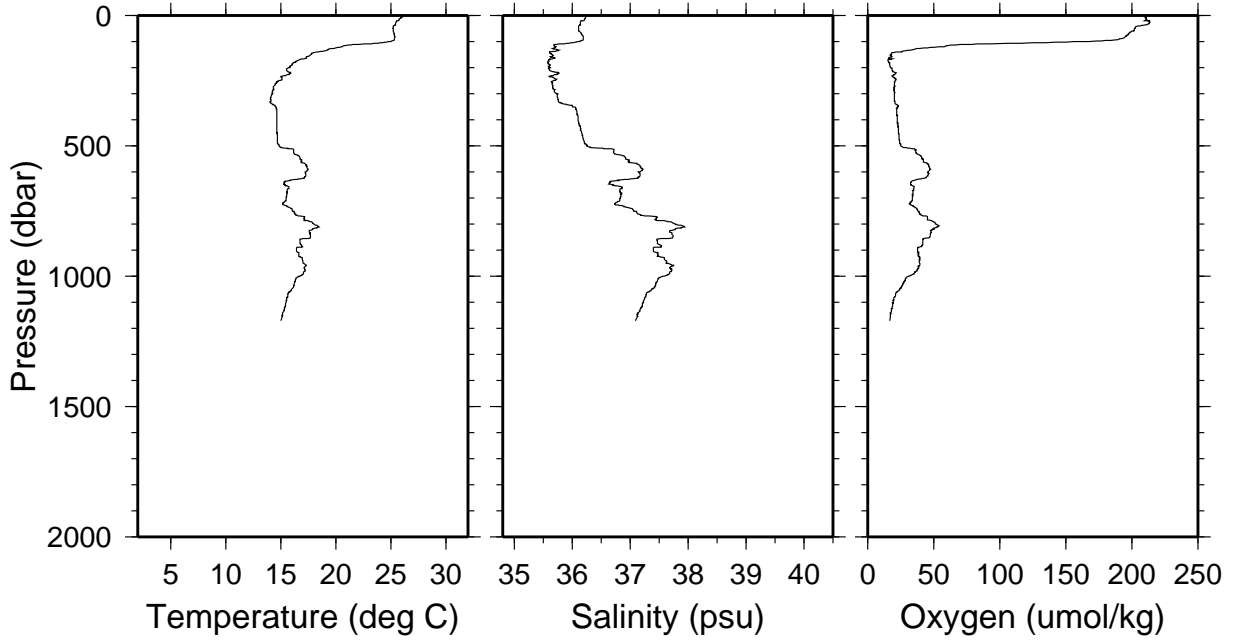 0
500
1000
1500
2000
Pressure (dbar)
5 10 15 20 25 30
Temperature (deg C)
35 36 37 38 39 40
Salinity (psu)
0 50 100 150 200 250
Oxygen (umol/kg)